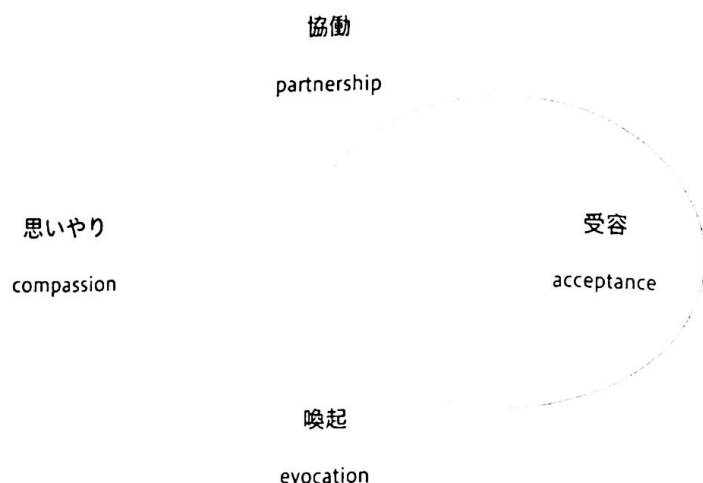 協働
partnership
思いやり
compassion
受容
acceptance
喚起
evocation